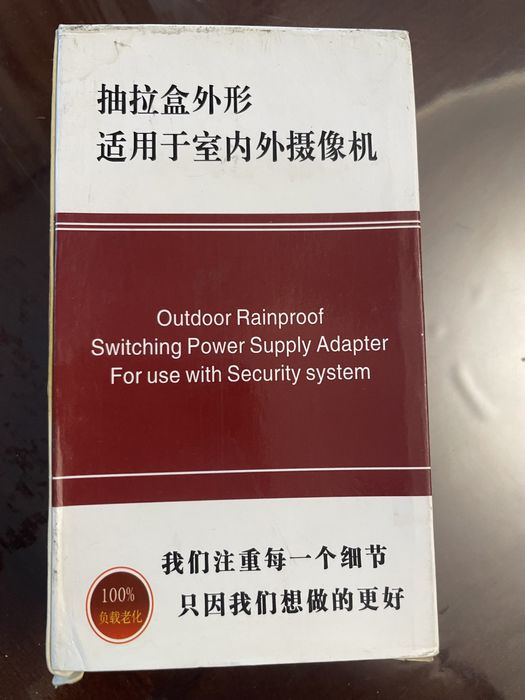 抽拉盒外形
适用于室内外摄像机
Outdoor Rainproof
Switching Power Supply Adapter
For use with Security system
我们注重每一个细节
只因我们想做的更好
100%
负载老化